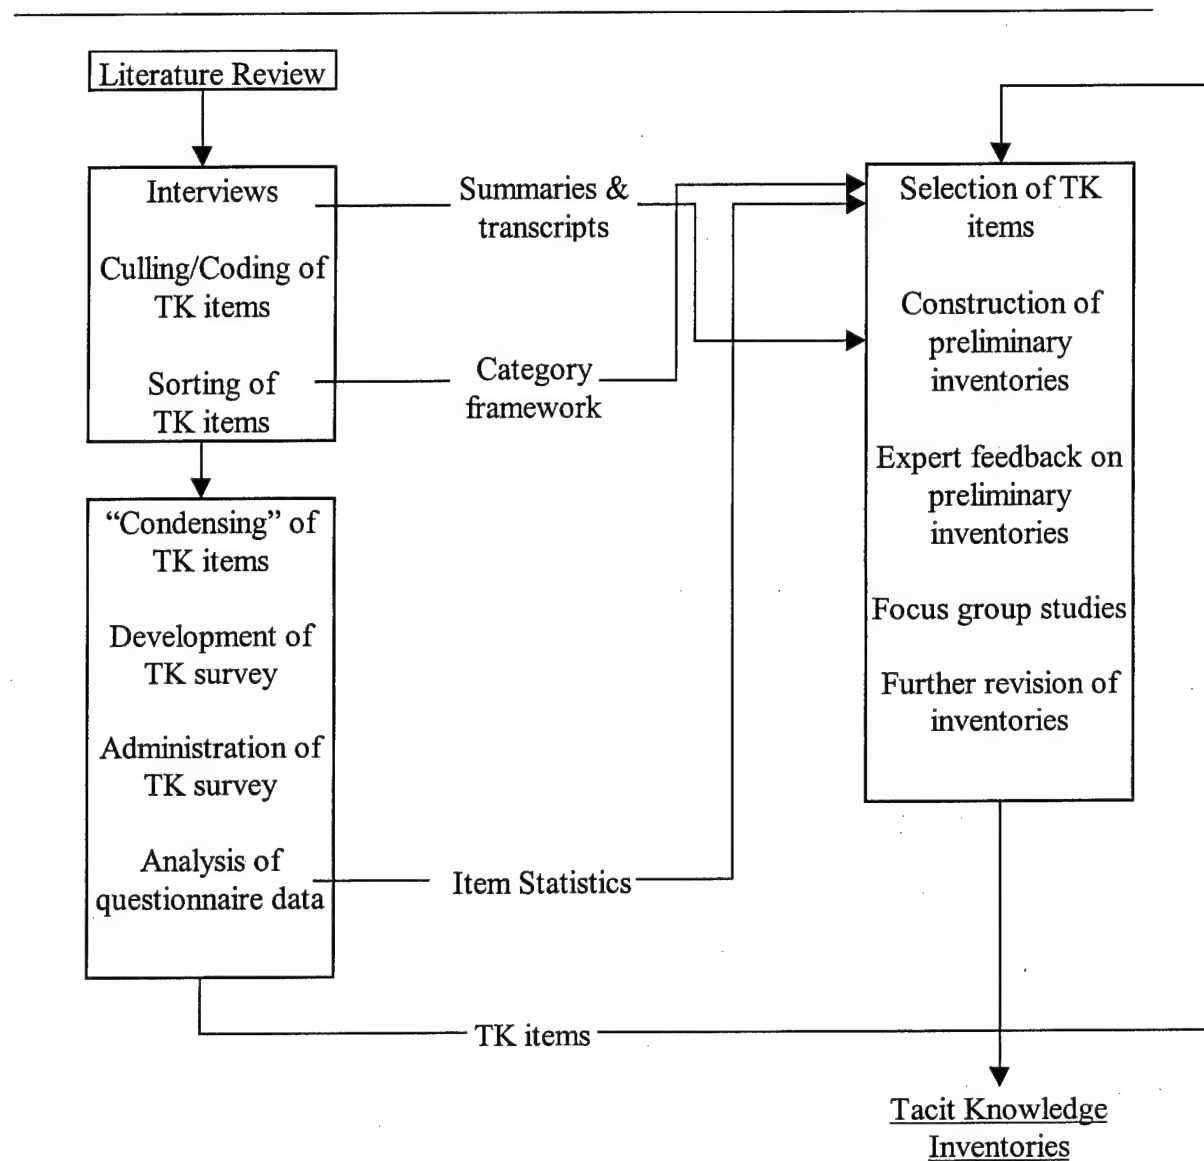 Literature Review
Interviews
Culling/Coding of
TK items
Sorting of
TK items
Summaries &
transcripts
Category
framework
“Condensing” of
TK items
Development of
TK survey
Administration of
TK survey
Analysis of
questionnaire data
Item Statistics
TK items
Selection of TK
items
Construction of
preliminary
inventories
Expert feedback on
preliminary
inventories
Focus group studies
Further revision of
inventories
Tacit Knowledge
Inventories